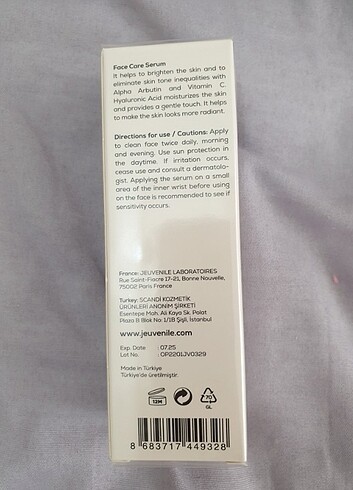 Face Care Serum
It helps to brighten the skin and to
eliminate skin tone inequalities with
Alpha Arbutin and Vitamin C.
Hyaluronic Acid moisturizes the skin
and provides a gentle touch. It helps
to make the skin looks more radiant.
Directions for use / Cautions: Apply
to clean face twice daily, morning
and evening. Use sun protection in
the daytime. If irritation occurs,
cease use and consult a dermatolo-
gist. Applying the serum on a small
area of the inner wrist before using
on the face is recommended to see if
sensitivity occurs.
France: JEUVENILE LABORATOIRES
Rue Saint-Fiacre 17-21, Bonne Nouvelle,
75002 Paris France
Turkey: SCANDİ KOZMETİK
ÜRÜNLERİ ANONİM ŞİRKETİ
Esentepe Mah. Ali Kaya Sk. Polat
Plaza B Blok No: 1/1B Şişli, İstanbul
www.jeuvenile.com
Exp. Date : 07.25
Lot No. : OP2201JV0329
Made in Türkiye
Türkiye'de üretilmiştir.
12M
70
GL
8 683717 449328